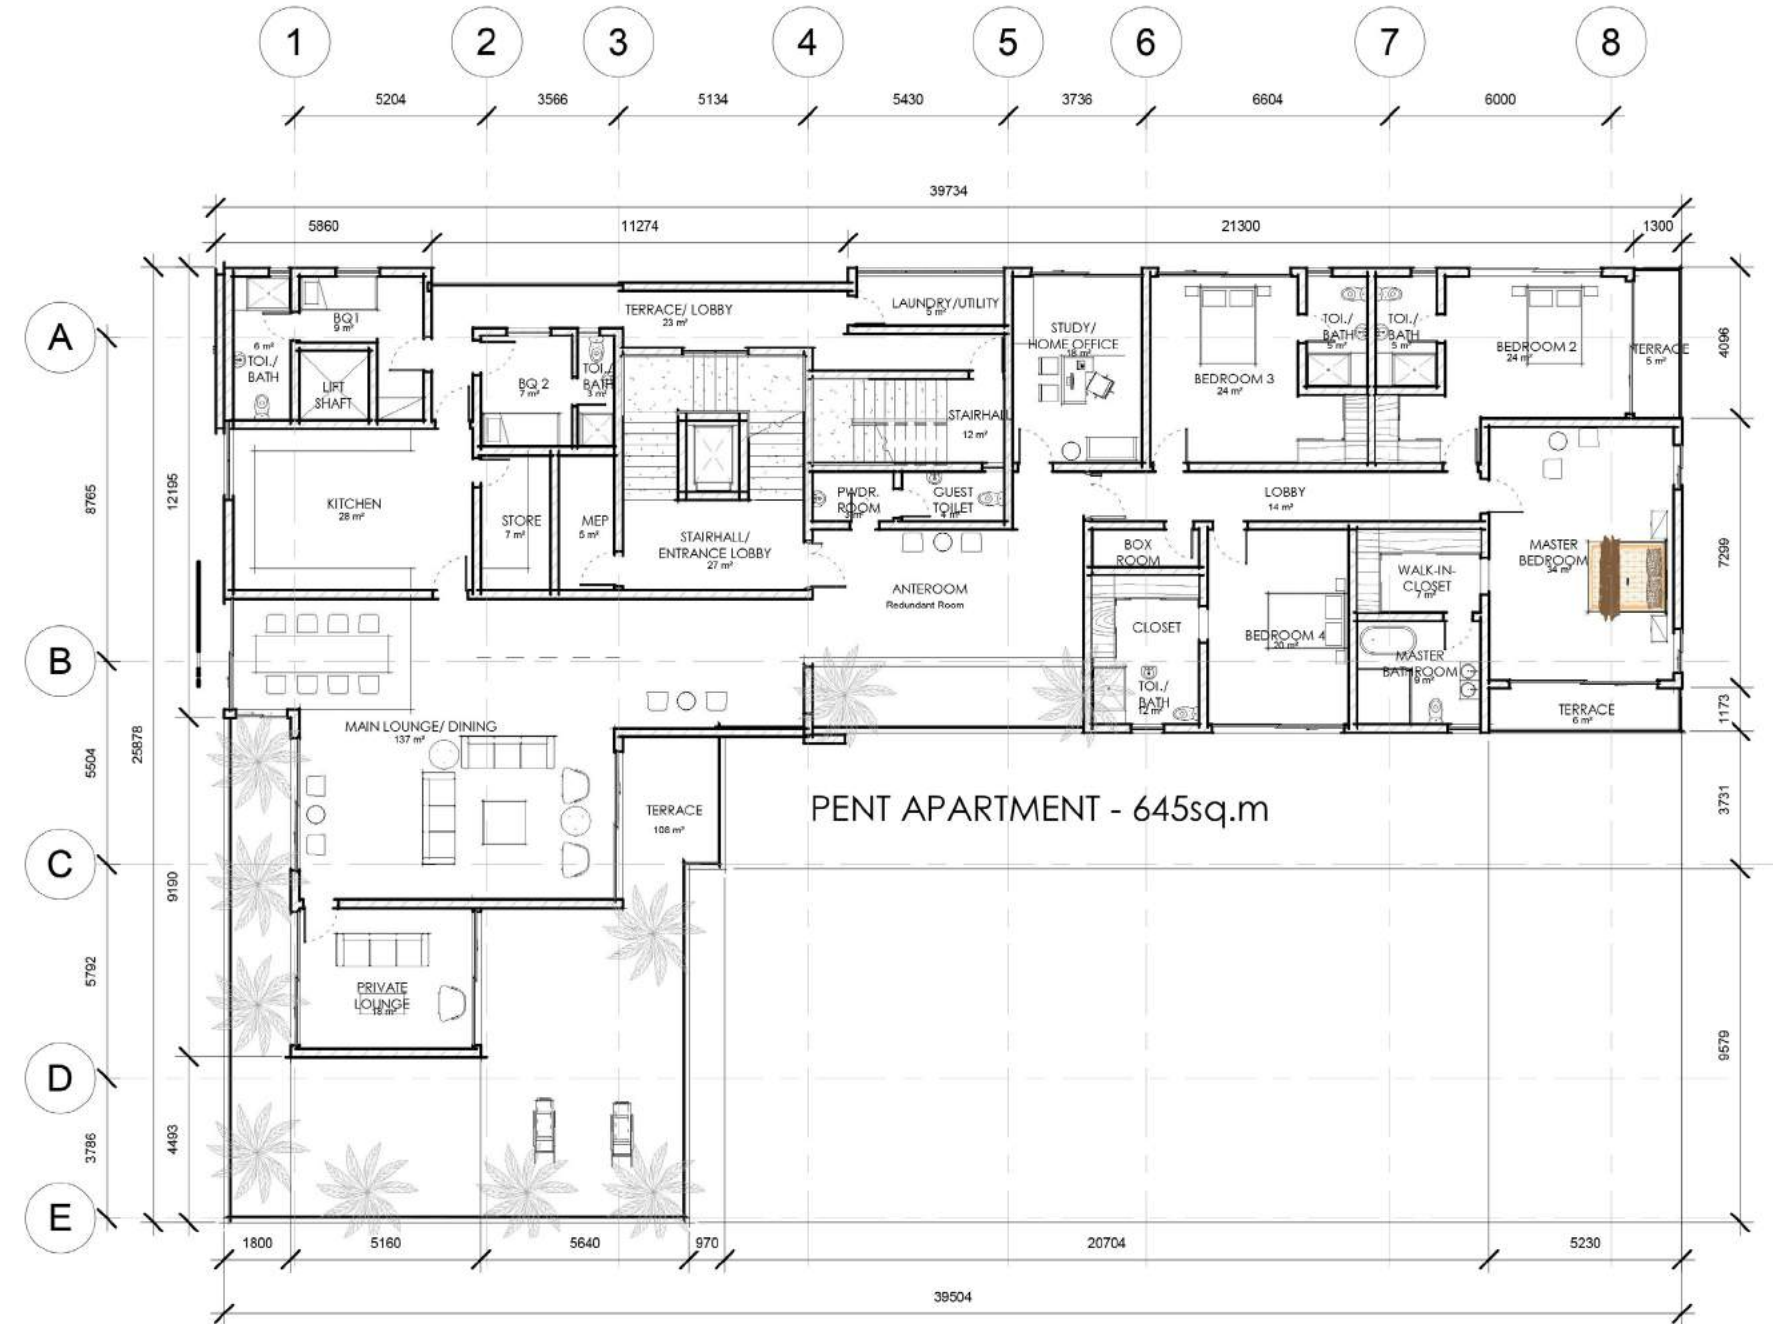 1 2 3 4 5 6 7 8
5204 3566 5134 5430 3736 6604 6000
39734
5860 11274 21300 1300
A
B
C
D
E
8765
5504
5792
3786
25878
12195
9190
4493
4096
7299
1173
3731
9579
BQ1
9 m²
6 m²
TOI./
BATH
LIFT
SHAFT
TERRACE/ LOBBY
23 m²
BQ 2
7 m²
TOI./
BATH
3 m²
LAUNDRY/UTILITY
5 m²
STUDY/
HOME OFFICE
18 m²
BEDROOM 3
24 m²
TOI./
BATH
5 m²
TOI./
BATH
5 m²
BEDROOM 2
24 m²
TERRACE
5 m²
STAIRHALL
12 m²
KITCHEN
28 m²
STORE
7 m²
MEP
5 m²
STAIRHALL/
ENTRANCE LOBBY
27 m²
PWDR.
ROOM
GUEST
TOILET
4 m²
LOBBY
14 m²
ANTEROOM
Redundant Room
BOX
ROOM
CLOSET
TOI./
BATH
12 m²
BEDROOM 4
20 m²
WALK-IN-
CLOSET
7 m²
MASTER
BATHROOM
9 m²
MASTER
BEDROOM
34 m²
TERRACE
6 m²
MAIN LOUNGE/ DINING
137 m²
TERRACE
108 m²
PENT APARTMENT - 645sq.m
PRIVATE
LOUNGE
18 m²
1800 5160 5640 970 20704 5230
39504